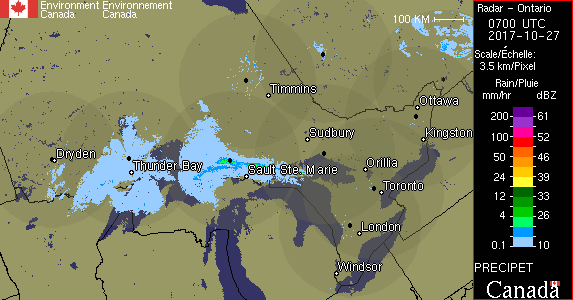 Environment Environnement
Canada Canada
100 KM
Timmins
Ottawa
Sudbury
Kingston
Dryden
Thunder Bay
Sault Ste. Marie
Orillia
Toronto
London
Windsor
Radar - Ontario
0700 UTC
2017-10-27
Scale/Échelle:
3.5 km/Pixel
Rain/Pluie
mm/hr dBZ
200 61
100 52
50 46
24 39
12 33
4 26
0.1 10
PRECIPET
Canada